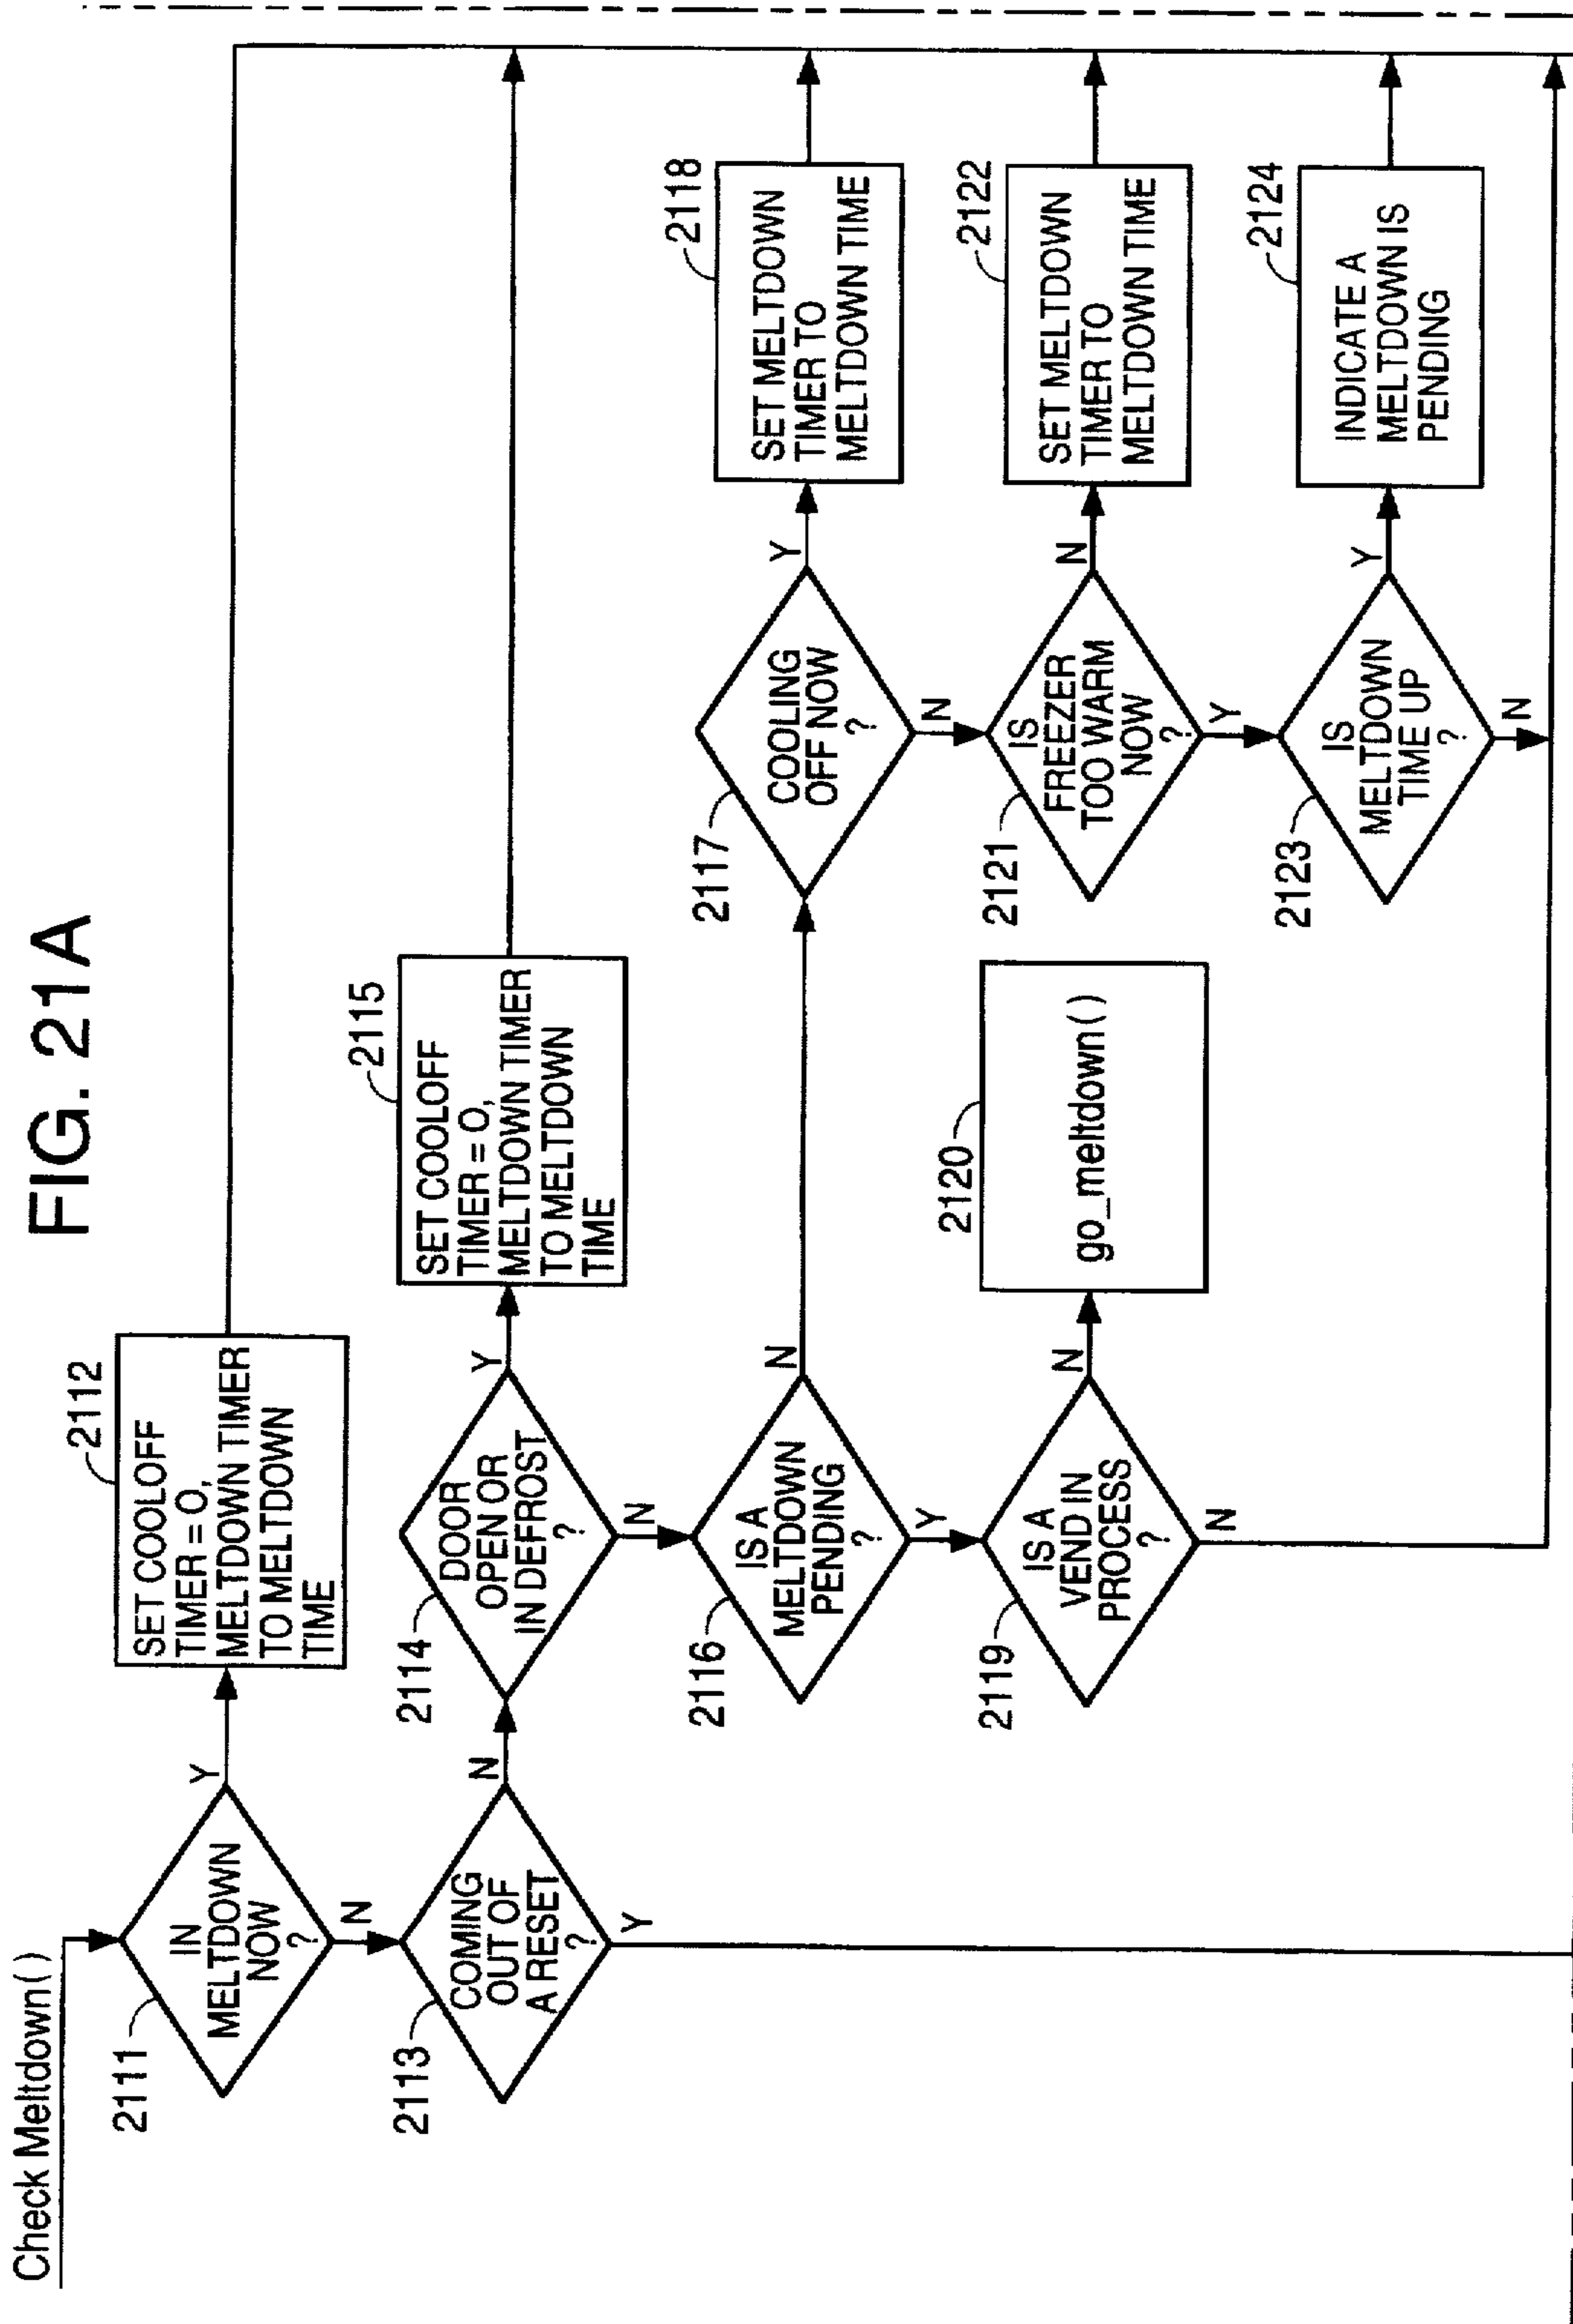 FIG. 21A
Check Meltdown()
2111
IN
MELTDOWN
NOW
?
Y
N
2112
SET COOLOFF
TIMER = 0,
MELTDOWN TIMER
TO MELTDOWN
TIME
2113
COMING
OUT OF
A RESET
?
N
Y
2114
DOOR
OPEN OR
IN DEFROST
?
Y
N
2115
SET COOLOFF
TIMER = 0,
MELTDOWN TIMER
TO MELTDOWN
TIME
2116
IS A
MELTDOWN
PENDING
?
N
Y
2117
COOLING
OFF NOW
?
Y
N
2118
SET MELTDOWN
TIMER TO
MELTDOWN TIME
2119
IS A
VEND IN
PROCESS
?
N
N
2120
go_meltdown()
2121
IS
FREEZER
TOO WARM
NOW
?
N
Y
2122
SET MELTDOWN
TIMER TO
MELTDOWN TIME
2123
IS
MELTDOWN
TIME UP
?
Y
N
2124
INDICATE A
MELTDOWN IS
PENDING